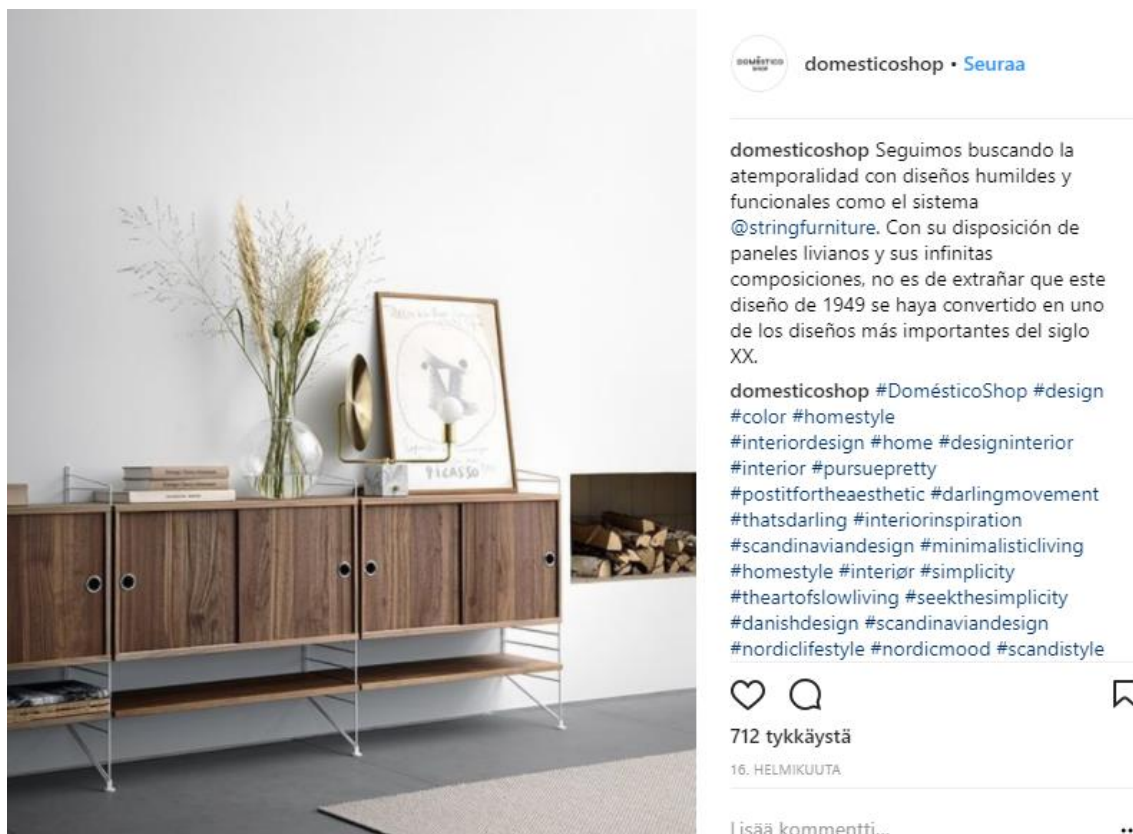 DOMÉSTICO
SHOP
domesticoshop • Seuraa
domesticoshop Seguimos buscando la
atemporalidad con diseños humildes y
funcionales como el sistema
@stringfurniture. Con su disposición de
paneles livianos y sus infinitas
composiciones, no es de extrañar que este
diseño de 1949 se haya convertido en uno
de los diseños más importantes del siglo
XX.
domesticoshop #DomésticoShop #design
#color #homestyle
#interiordesign #home #designinterior
#interior #pursuepretty
#postitfortheaesthetic #darlingmovement
#thatsdarling #interiorinspiration
#scandinaviandesign #minimalisticliving
#homestyle #interiør #simplicity
#theartofslowliving #seekthesimplicity
#danishdesign #scandinaviandesign
#nordiclifestyle #nordicmood #scandistyle
712 tykkäystä
16. HELMIKUUTA
Lisää kommentti...
PICASSO